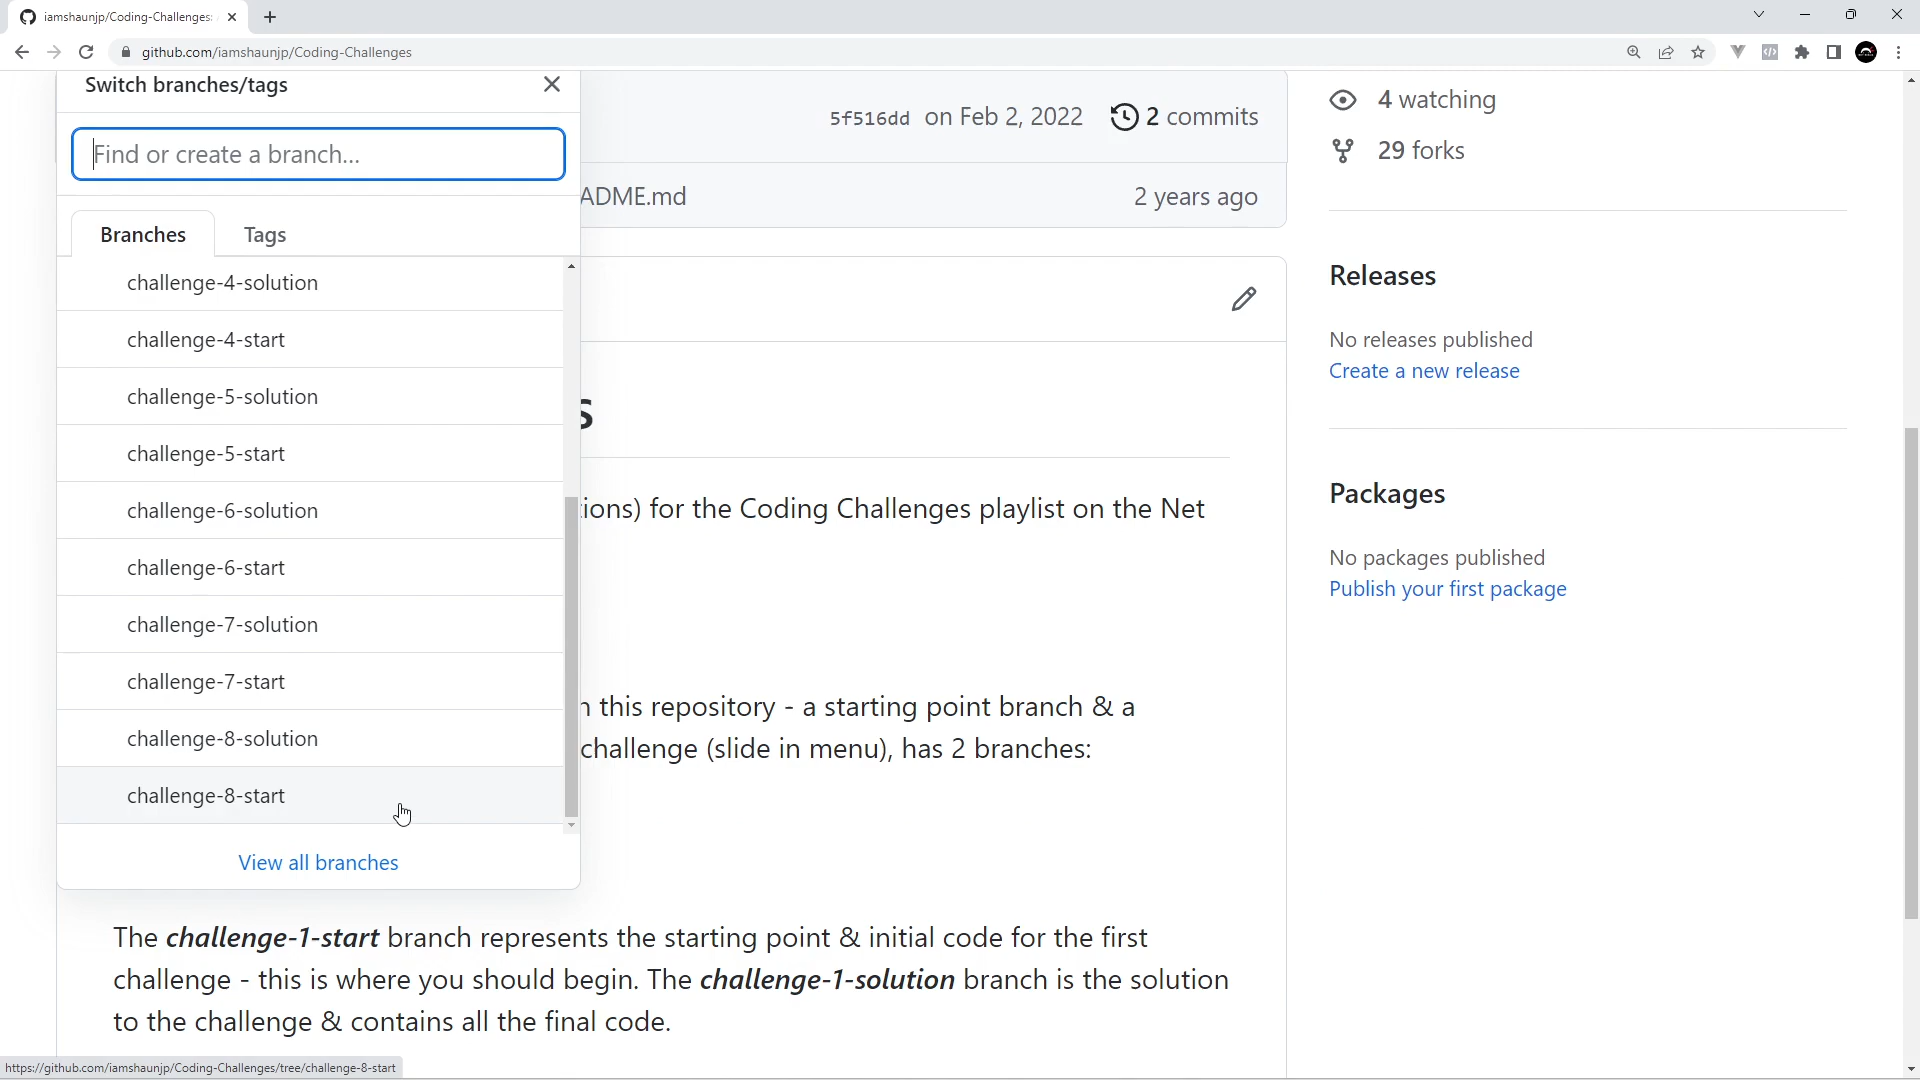 iamshaunjp/Coding-Challenges:
github.com/iamshaunjp/Coding-Challenges
Switch branches/tags
Find or create a branch...
Branches
Tags
challenge-4-solution
challenge-4-start
challenge-5-solution
challenge-5-start
challenge-6-solution
challenge-6-start
challenge-7-solution
challenge-7-start
challenge-8-solution
challenge-8-start
View all branches
5f516dd on Feb 2, 2022 2 commits
ADME.md 2 years ago
s
tions) for the Coding Challenges playlist on the Net
n this repository - a starting point branch & a
challenge (slide in menu), has 2 branches:
The challenge-1-start branch represents the starting point & initial code for the first
challenge - this is where you should begin. The challenge-1-solution branch is the solution
to the challenge & contains all the final code.
4 watching
29 forks
Releases
No releases published
Create a new release
Packages
No packages published
Publish your first package
https://github.com/iamshaunjp/Coding-Challenges/tree/challenge-8-start